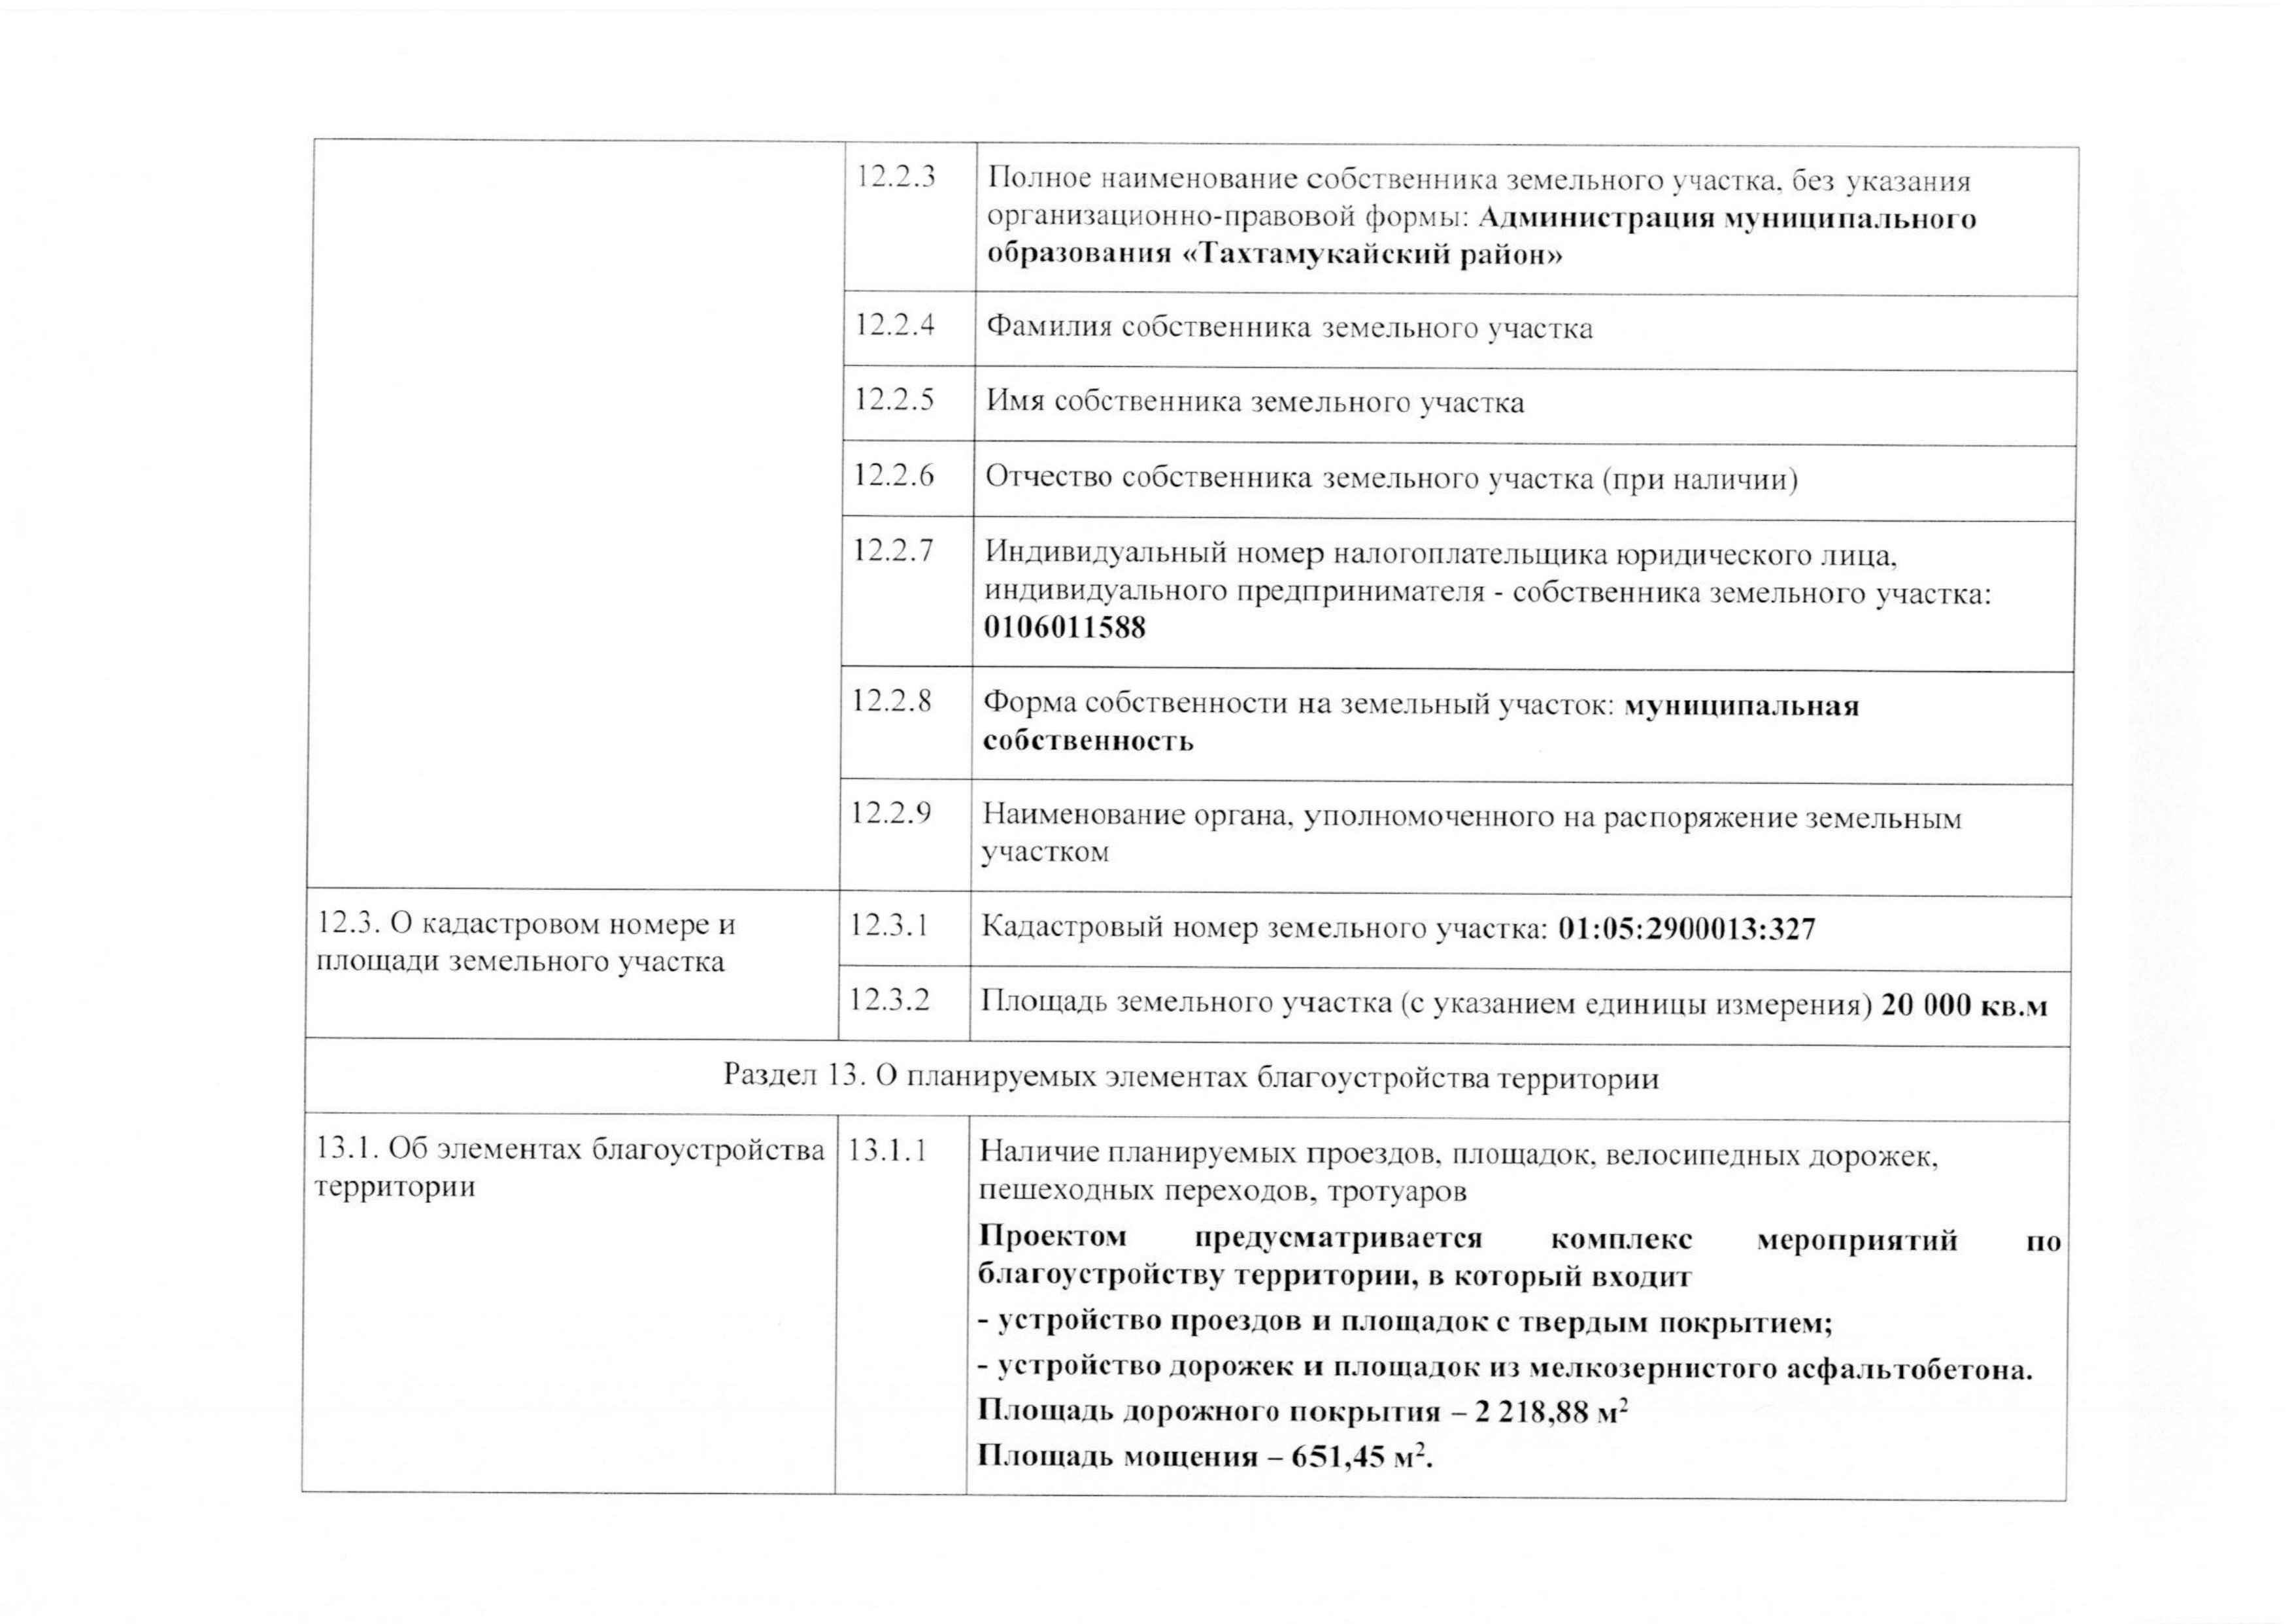 12.2.3 Полное наименование собственника земельного участка, без указания
организационно-правовой формы: Администрация муниципального
образования «Тахтамукайский район»
12.2.4 Фамилия собственника земельного участка
12.2.5 Имя собственника земельного участка
12.2.6 Отчество собственника земельного участка (при наличии)
12.2.7 Индивидуальный номер налогоплательщика юридического лица,
индивидуального предпринимателя - собственника земельного участка:
0106011588
12.2.8 Форма собственности на земельный участок: муниципальная
собственность
12.2.9 Наименование органа, уполномоченного на распоряжение земельным
участком
12.3. О кадастровом номере и
площади земельного участка
12.3.1 Кадастровый номер земельного участка: 01:05:2900013:327
12.3.2 Площадь земельного участка (с указанием единицы измерения) 20 000 кв.м
Раздел 13. О планируемых элементах благоустройства территории
13.1. Об элементах благоустройства
территории
13.1.1 Наличие планируемых проездов, площадок, велосипедных дорожек,
пешеходных переходов, тротуаров
Проектом предусматривается комплекс мероприятий по
благоустройству территории, в который входит
- устройство проездов и площадок с твердым покрытием;
- устройство дорожек и площадок из мелкозернистого асфальтобетона.
Площадь дорожного покрытия – 2 218,88 м²
Площадь мощения – 651,45 м².